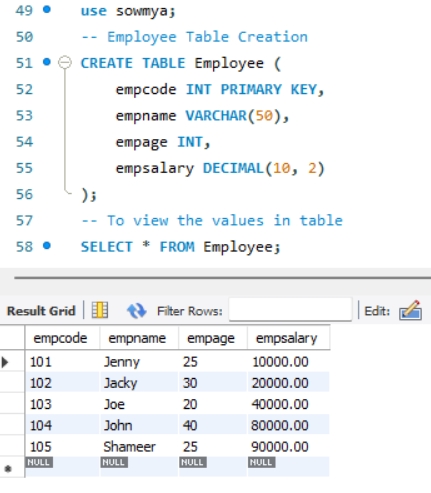 49 use sowmya;
50 -- Employee Table Creation
51 CREATE TABLE Employee (
52 empcode INT PRIMARY KEY,
53 empname VARCHAR(50),
54 empage INT,
55 empsalary DECIMAL(10, 2)
56 );
57 -- To view the values in table
58 SELECT * FROM Employee;
Result Grid Filter Rows: Edit:
empcode empname empage empsalary
101 Jenny 25 10000.00
102 Jacky 30 20000.00
103 Joe 20 40000.00
104 John 40 80000.00
105 Shameer 25 90000.00
NULL NULL NULL NULL